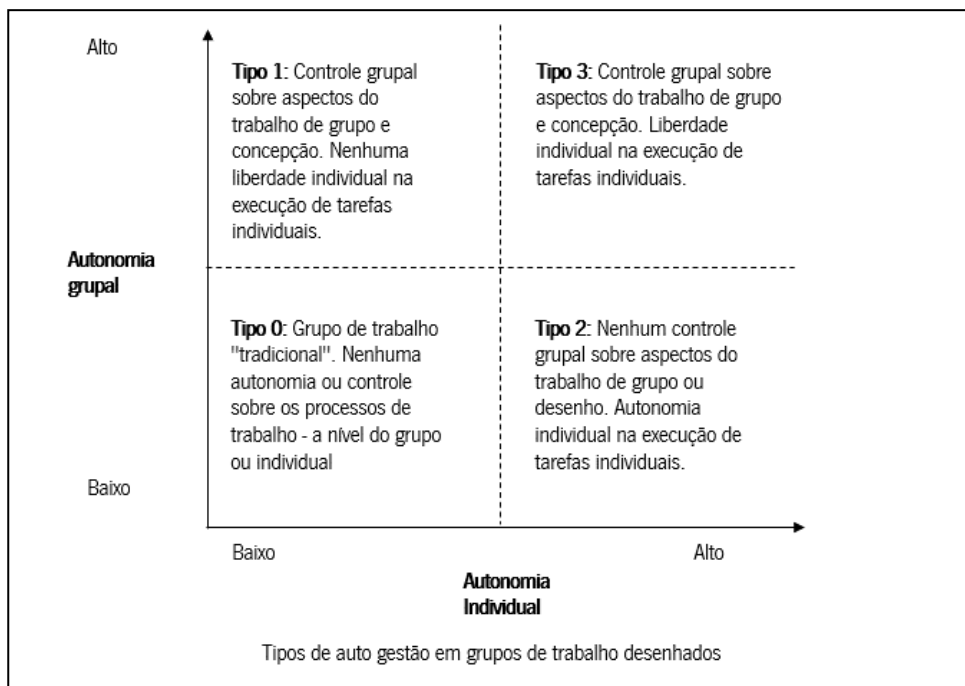 Alto
Tipo 1: Controle grupal
sobre aspectos do
trabalho de grupo e
concepção. Nenhuma
liberdade individual na
execução de tarefas
individuais.
Tipo 3: Controle grupal sobre
aspectos do trabalho de grupo
e concepção. Liberdade
individual na execução de
tarefas individuais.
Autonomia
grupal
Tipo 0: Grupo de trabalho
"tradicional". Nenhuma
autonomia ou controle
sobre os processos de
trabalho - a nível do grupo
ou individual
Tipo 2: Nenhum controle
grupal sobre aspectos do
trabalho de grupo ou
desenho. Autonomia
individual na execução de
tarefas individuais.
Baixo
Baixo
Alto
Autonomia
Individual
Tipos de auto gestão em grupos de trabalho desenhados